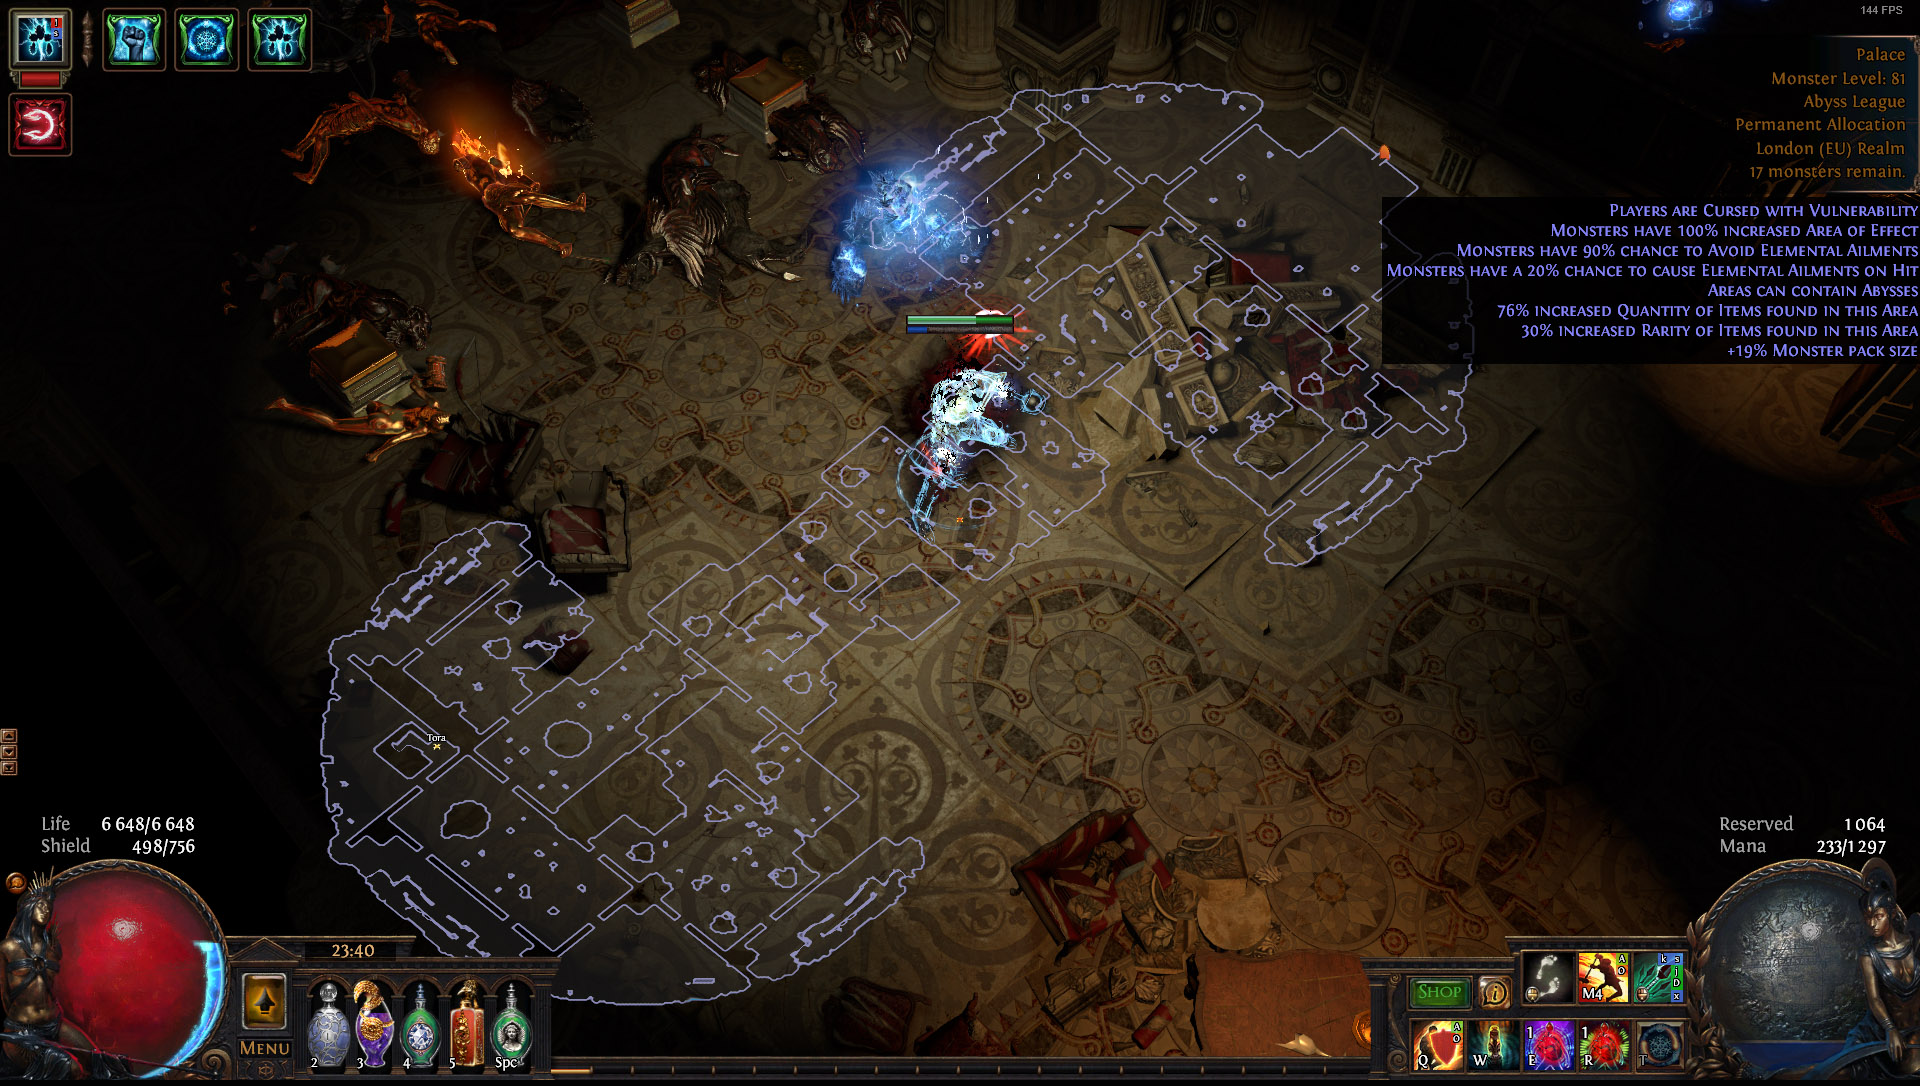 144 FPS
1
s
Palace
Monster Level: 81
Abyss League
Permanent Allocation
London (EU) Realm
17 monsters remain.
Players are Cursed with Vulnerability
Monsters have 100% increased Area of Effect
Monsters have 90% chance to Avoid Elemental Ailments
Monsters have a 20% chance to cause Elemental Ailments on Hit
Areas can contain Abysses
76% increased Quantity of Items found in this Area
30% increased Rarity of Items found in this Area
+19% Monster pack size
Tora
Life 6 648/6 648
Shield 498/756
Reserved 1 064
Mana 233/1 297
23:40
Menu
2 3 4 5 Spc
Shop
M4 A o
k s j D x
Q A o W 1 E 1 R T